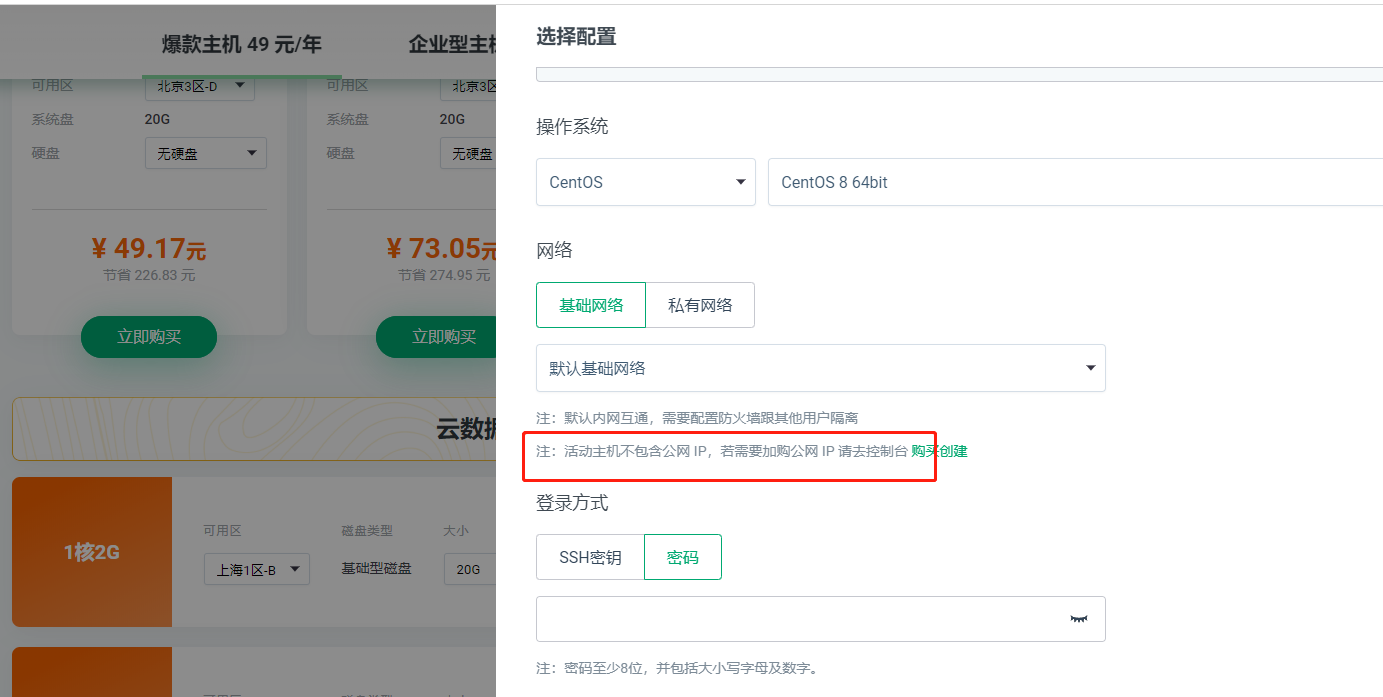 爆款主机 49 元/年
企业型主
可用区
北京3区-D
系统盘
20G
硬盘
无硬盘
¥ 49.17元
节省 226.83 元
立即购买
可用区
北京3区
系统盘
20G
硬盘
无硬盘
¥ 73.05元
节省 274.95 元
立即购买
云数据
1核2G
可用区
上海1区-B
磁盘类型
基础型磁盘
大小
20G
选择配置
操作系统
CentOS
CentOS 8 64bit
网络
基础网络
私有网络
默认基础网络
注：默认内网互通，需要配置防火墙跟其他用户隔离
注：活动主机不包含公网 IP，若需要加购公网 IP 请去控制台 购买创建
登录方式
SSH密钥
密码
注：密码至少8位，并包括大小写字母及数字。